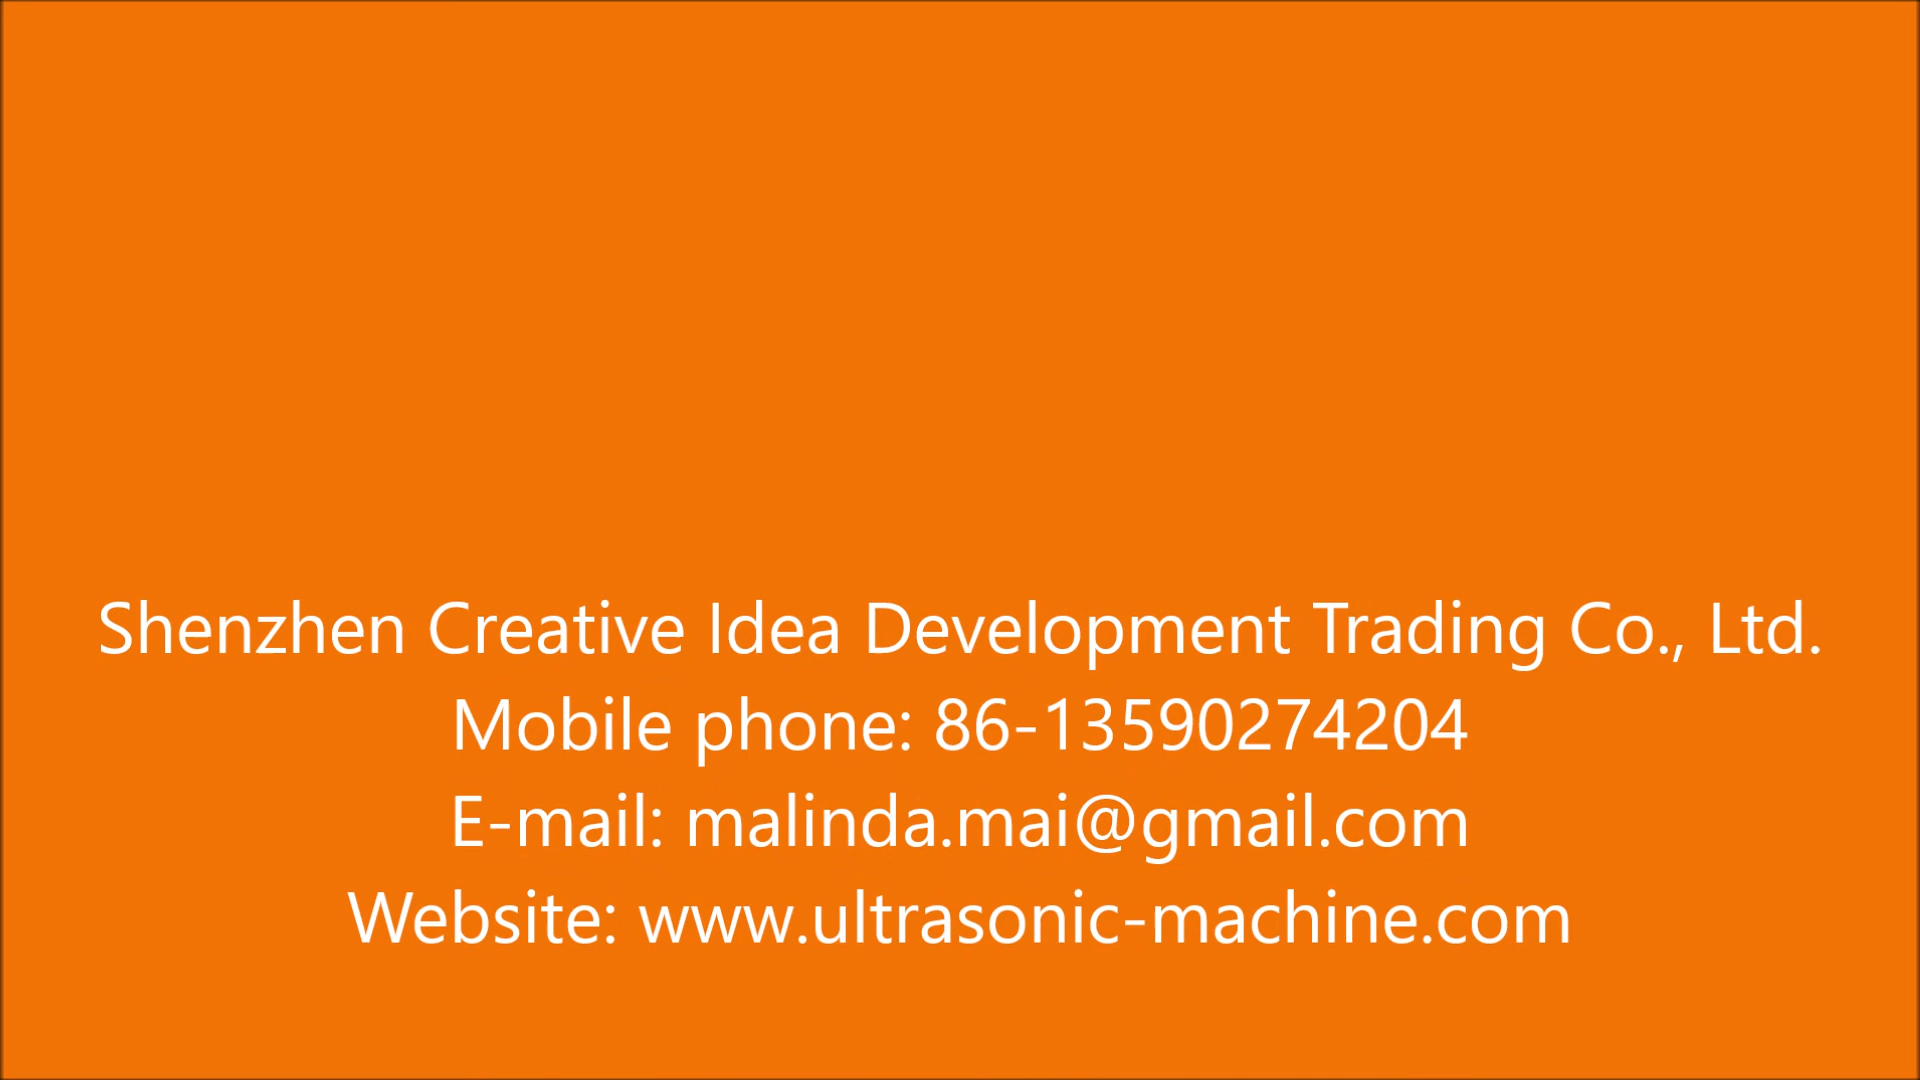 Shenzhen Creative Idea Development Trading Co., Ltd.
Mobile phone: 86-13590274204
E-mail: malinda.mai@gmail.com
Website: www.ultrasonic-machine.com